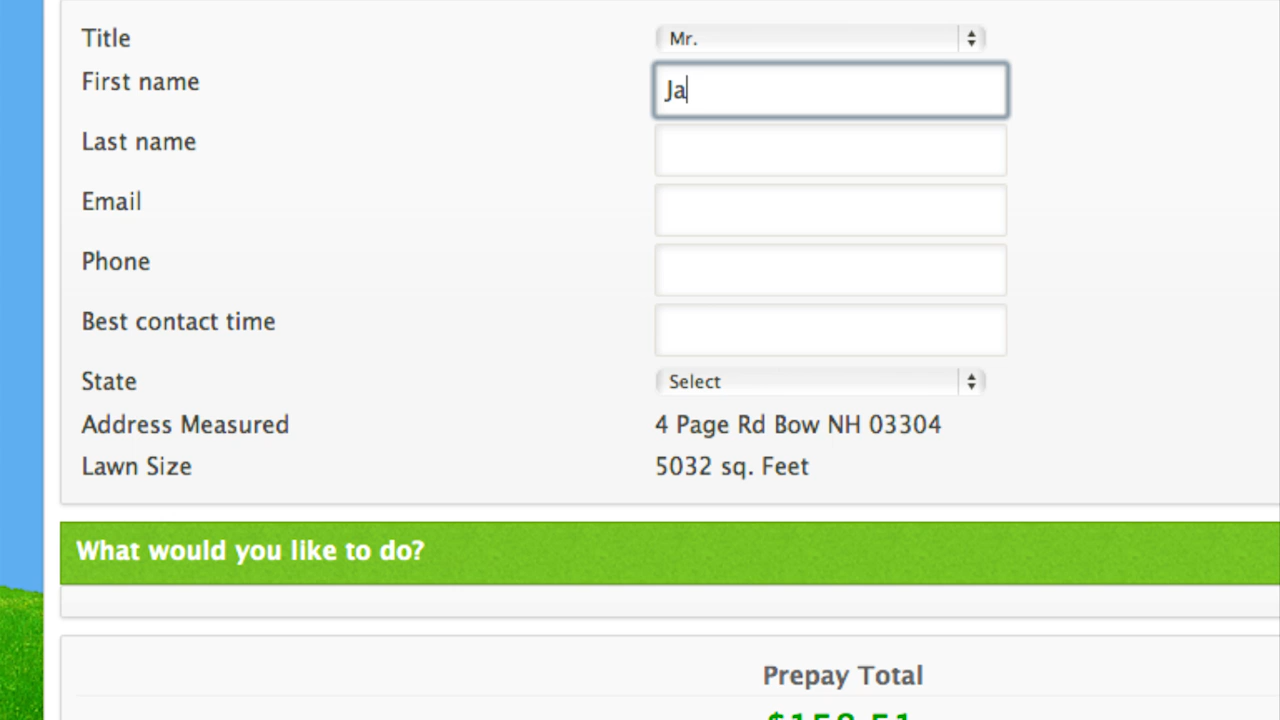 Title Mr.
First name Ja
Last name
Email
Phone
Best contact time
State Select
Address Measured 4 Page Rd Bow NH 03304
Lawn Size 5032 sq. Feet
What would you like to do?
Prepay Total